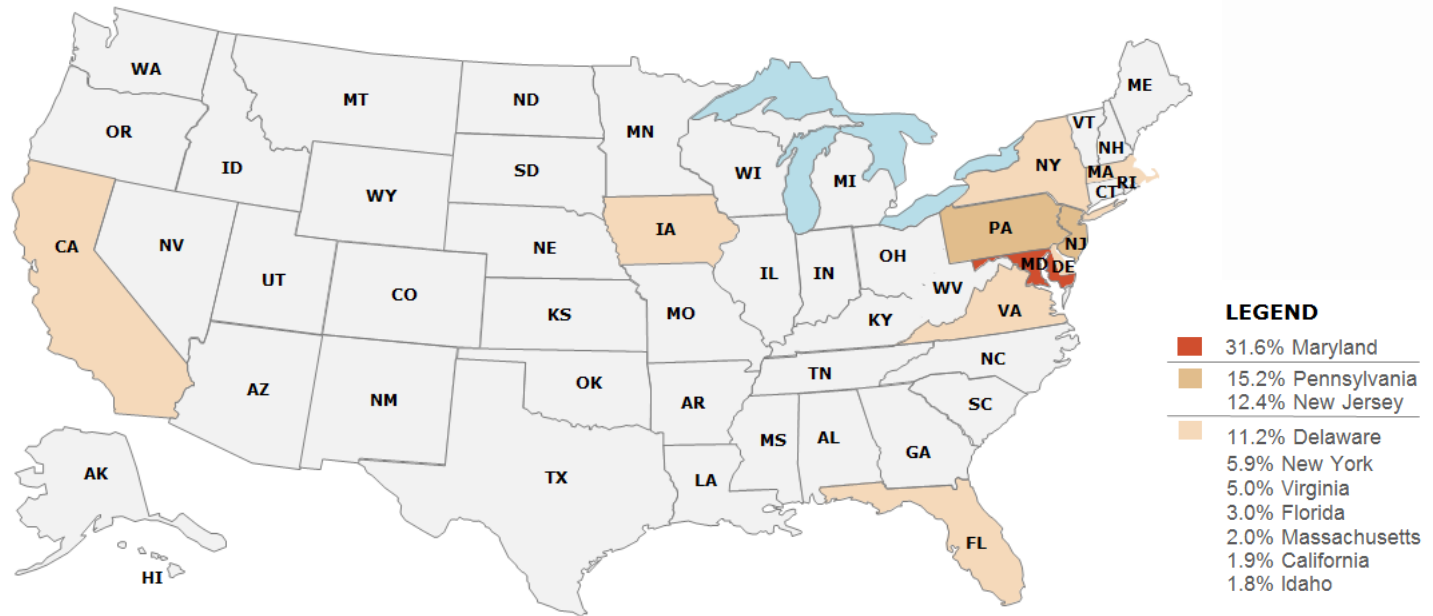 WA
MT
ND
MN
OR
ID
WY
SD
WI
MI
ME
VT
NH
NY
MA
RI
CT
CA
NV
UT
CO
NE
IA
IL
IN
OH
PA
NJ
MD
DE
WV
VA
KS
MO
KY
AZ
NM
OK
AR
TN
NC
SC
MS
AL
GA
TX
LA
FL
AK
HI
LEGEND
31.6% Maryland
15.2% Pennsylvania
12.4% New Jersey
11.2% Delaware
5.9% New York
5.0% Virginia
3.0% Florida
2.0% Massachusetts
1.9% California
1.8% Idaho